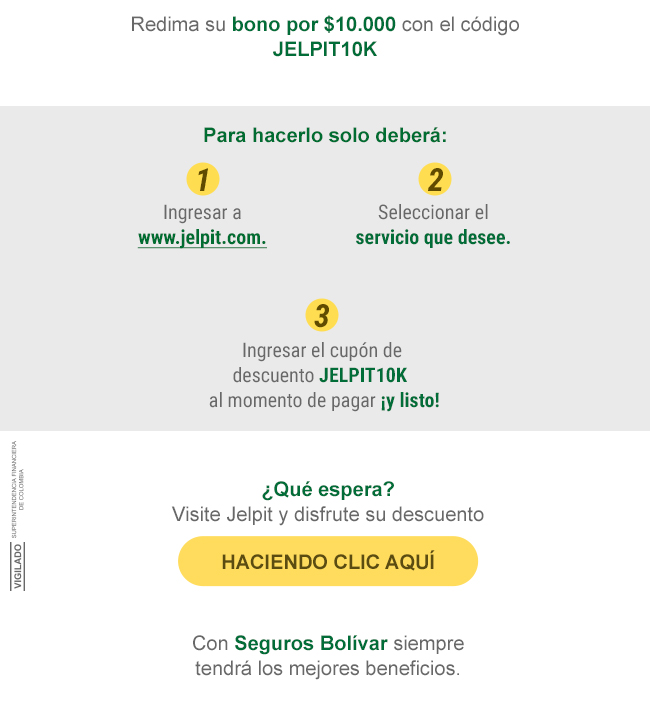 Redima su bono por $10.000 con el código
JELPIT10K
Para hacerlo solo deberá:
1
Ingresar a
www.jelpit.com.
2
Seleccionar el
servicio que desee.
3
Ingresar el cupón de
descuento JELPIT10K
al momento de pagar ¡y listo!
VIGILADO
SUPERINTENDENCIA FINANCIERA
DE COLOMBIA
¿Qué espera?
Visite Jelpit y disfrute su descuento
HACIENDO CLIC AQUÍ
Con Seguros Bolívar siempre
tendrá los mejores beneficios.